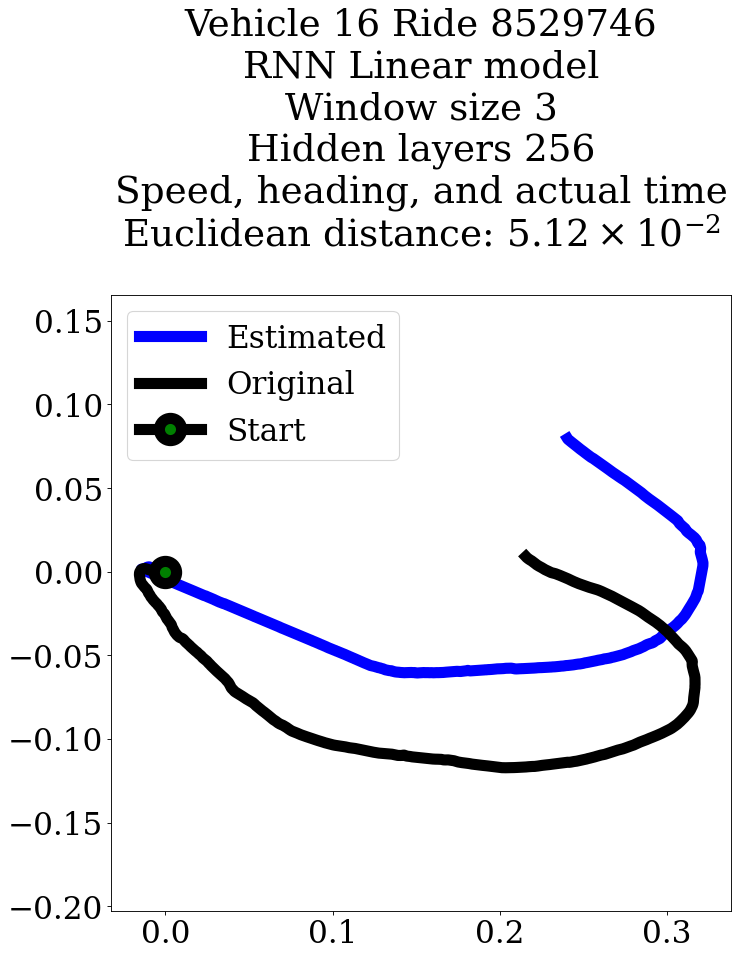 Vehicle 16 Ride 8529746
RNN Linear model
Window size 3
Hidden layers 256
Speed, heading, and actual time
Euclidean distance: 5.12 × 10⁻²
Estimated
Original
Start
0.15
0.10
0.05
0.00
−0.05
−0.10
−0.15
−0.20
0.0 0.1 0.2 0.3